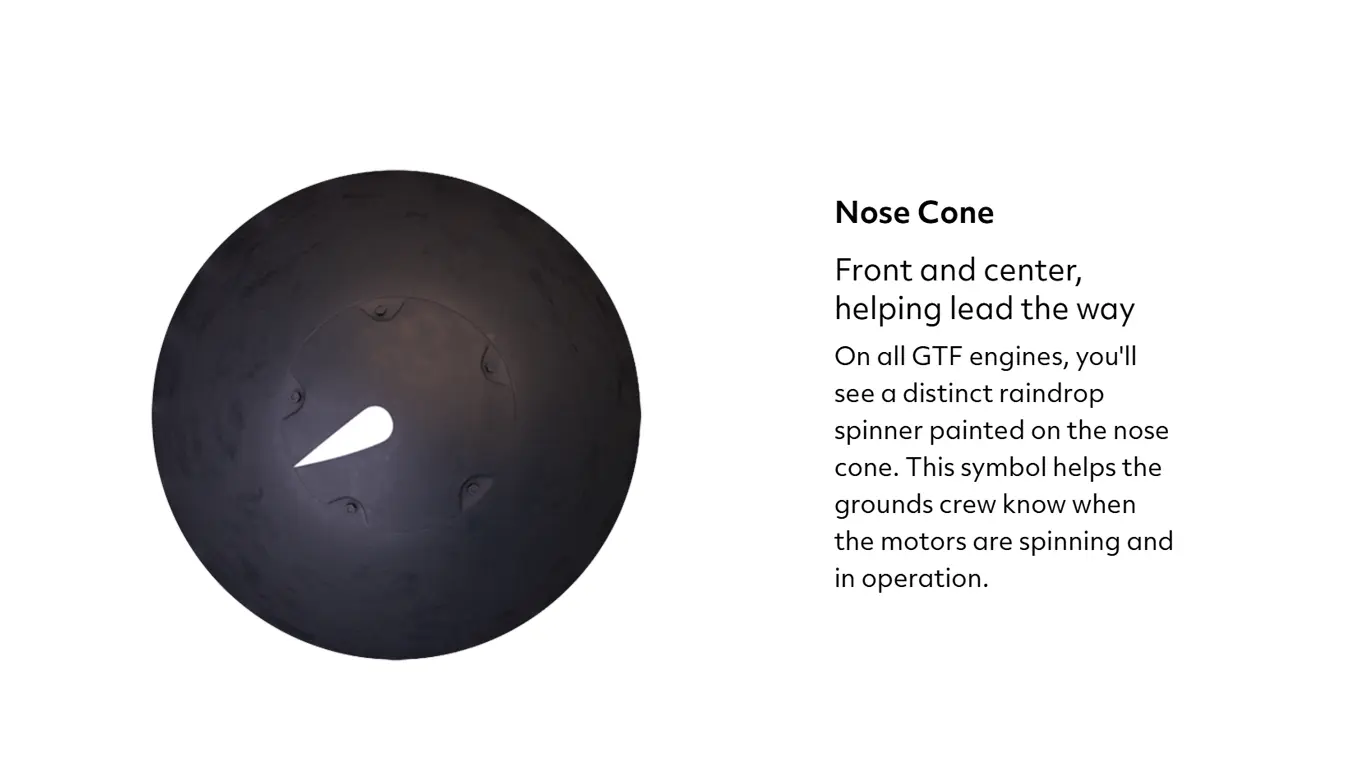 Nose Cone
Front and center,
helping lead the way
On all GTF engines, you'll
see a distinct raindrop
spinner painted on the nose
cone. This symbol helps the
grounds crew know when
the motors are spinning and
in operation.